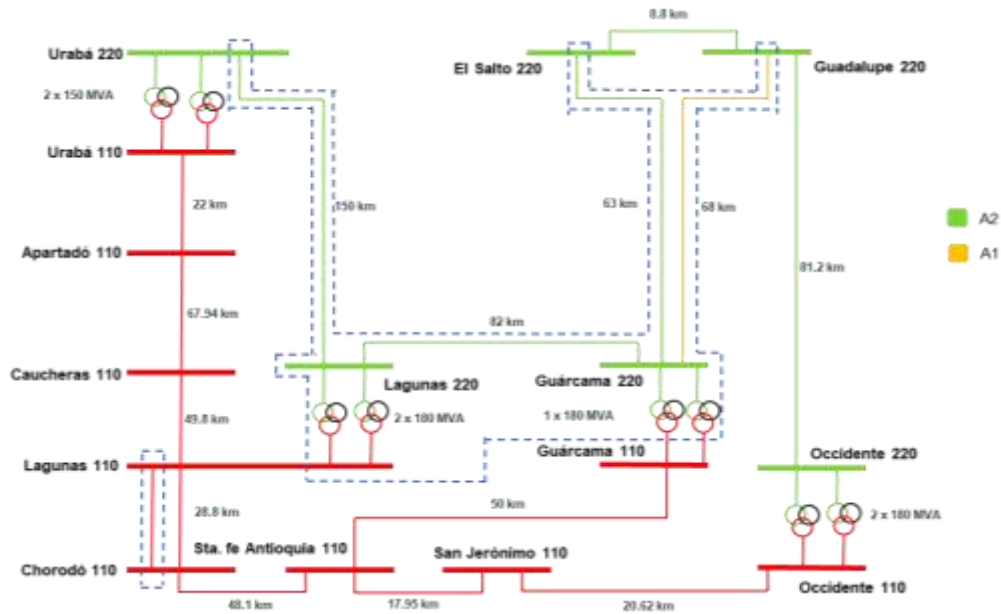 8.8 km
Urabá 220
El Salto 220
Guadalupe 220
2 x 150 MVA
Urabá 110
22 km
150 km
63 km
68 km
A2
Apartadó 110
A1
81.2 km
67.94 km
82 km
Caucheras 110
Lagunas 220
Guárcama 220
49.8 km
2 x 180 MVA
1 x 180 MVA
Guárcama 110
Occidente 220
Lagunas 110
28.8 km
50 km
2 x 180 MVA
Sta. fe Antioquia 110
San Jerónimo 110
Chorodó 110
Occidente 110
48.1 km
17.95 km
20.62 km